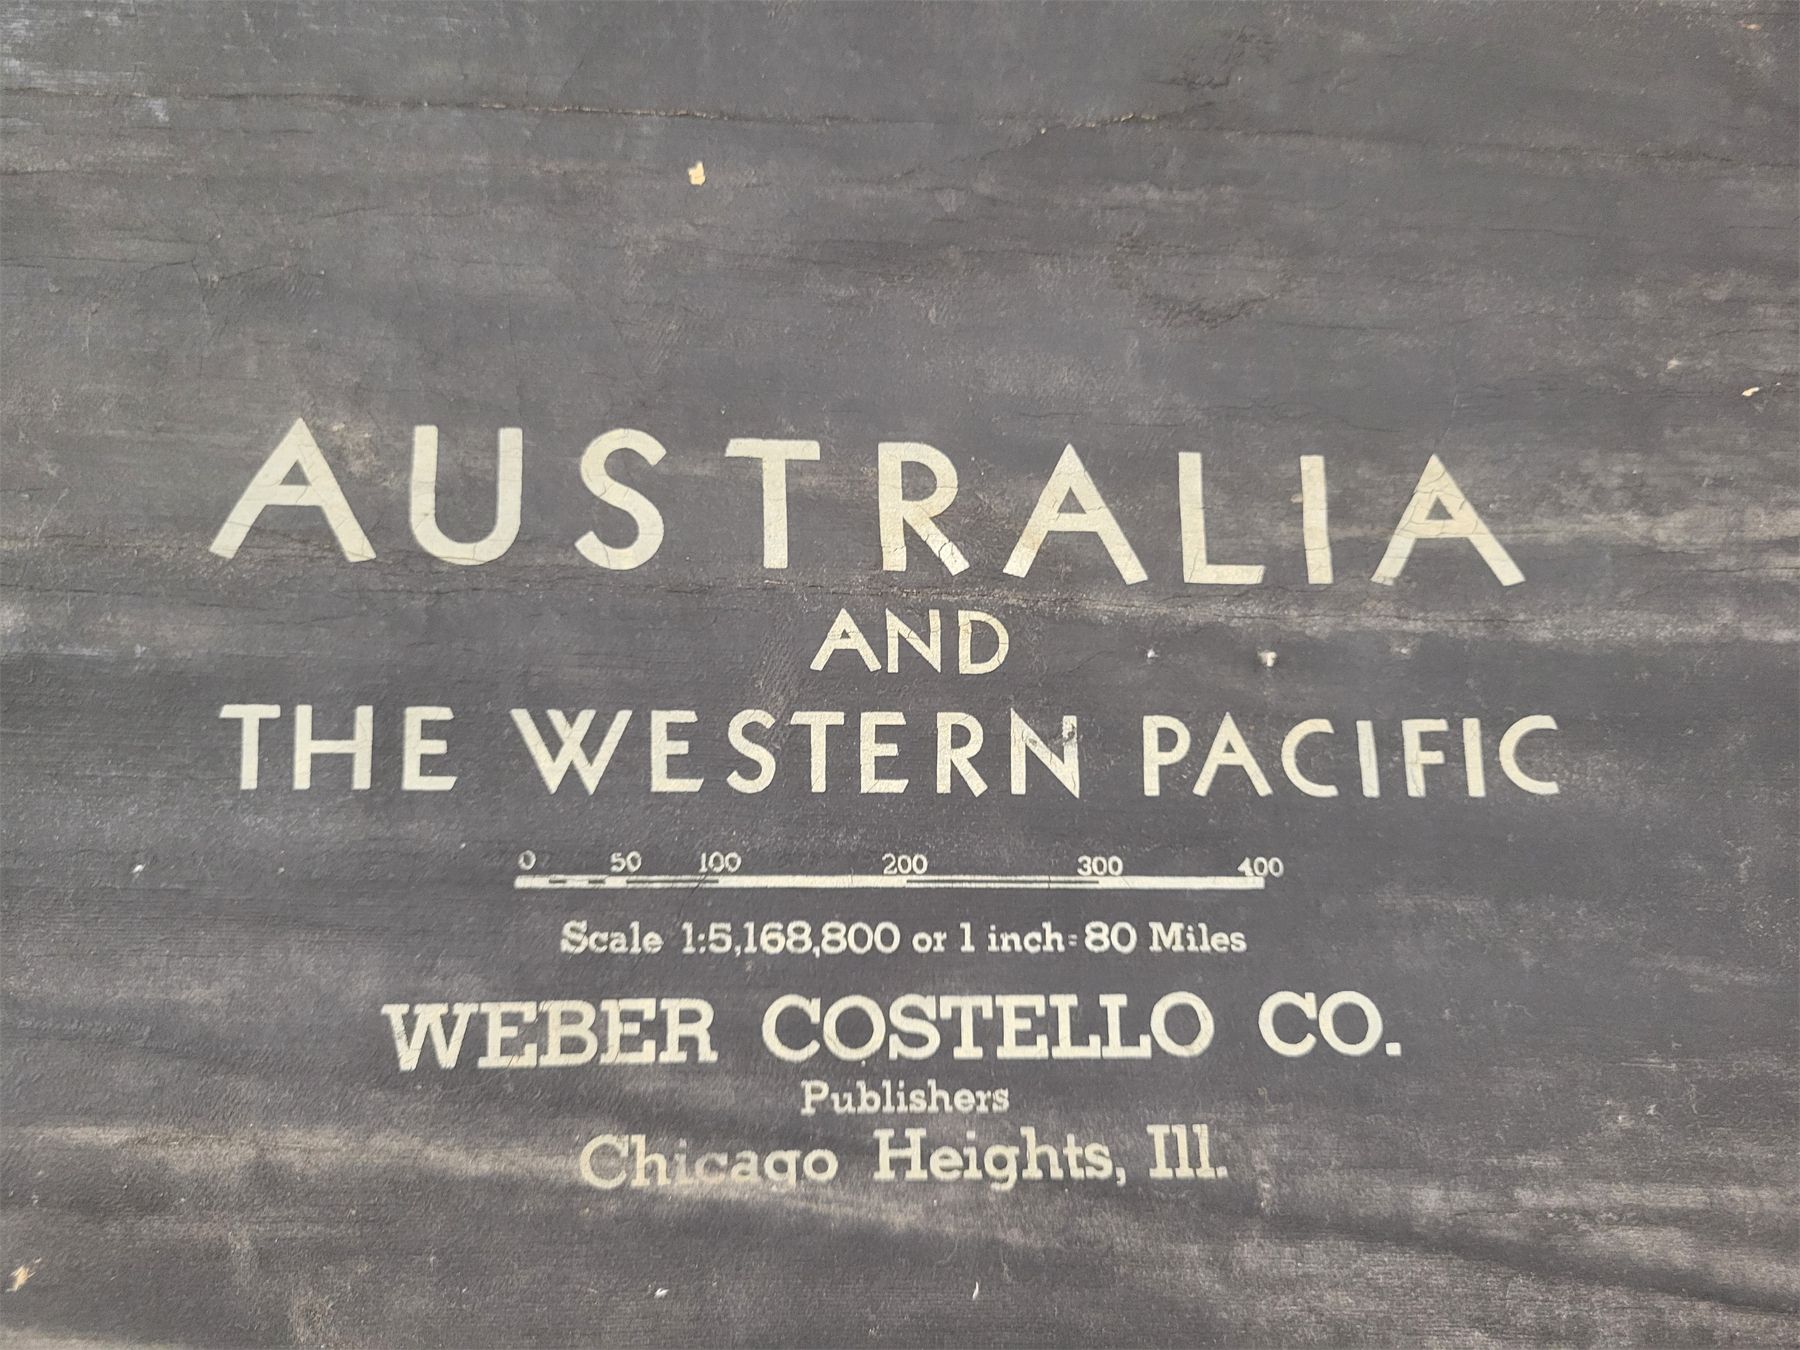 AUSTRALIA
AND
THE WESTERN PACIFIC
0 50 100 200 300 400
Scale 1:5,168,800 or 1 inch=80 Miles
WEBER COSTELLO CO.
Publishers
Chicago Heights, Ill.